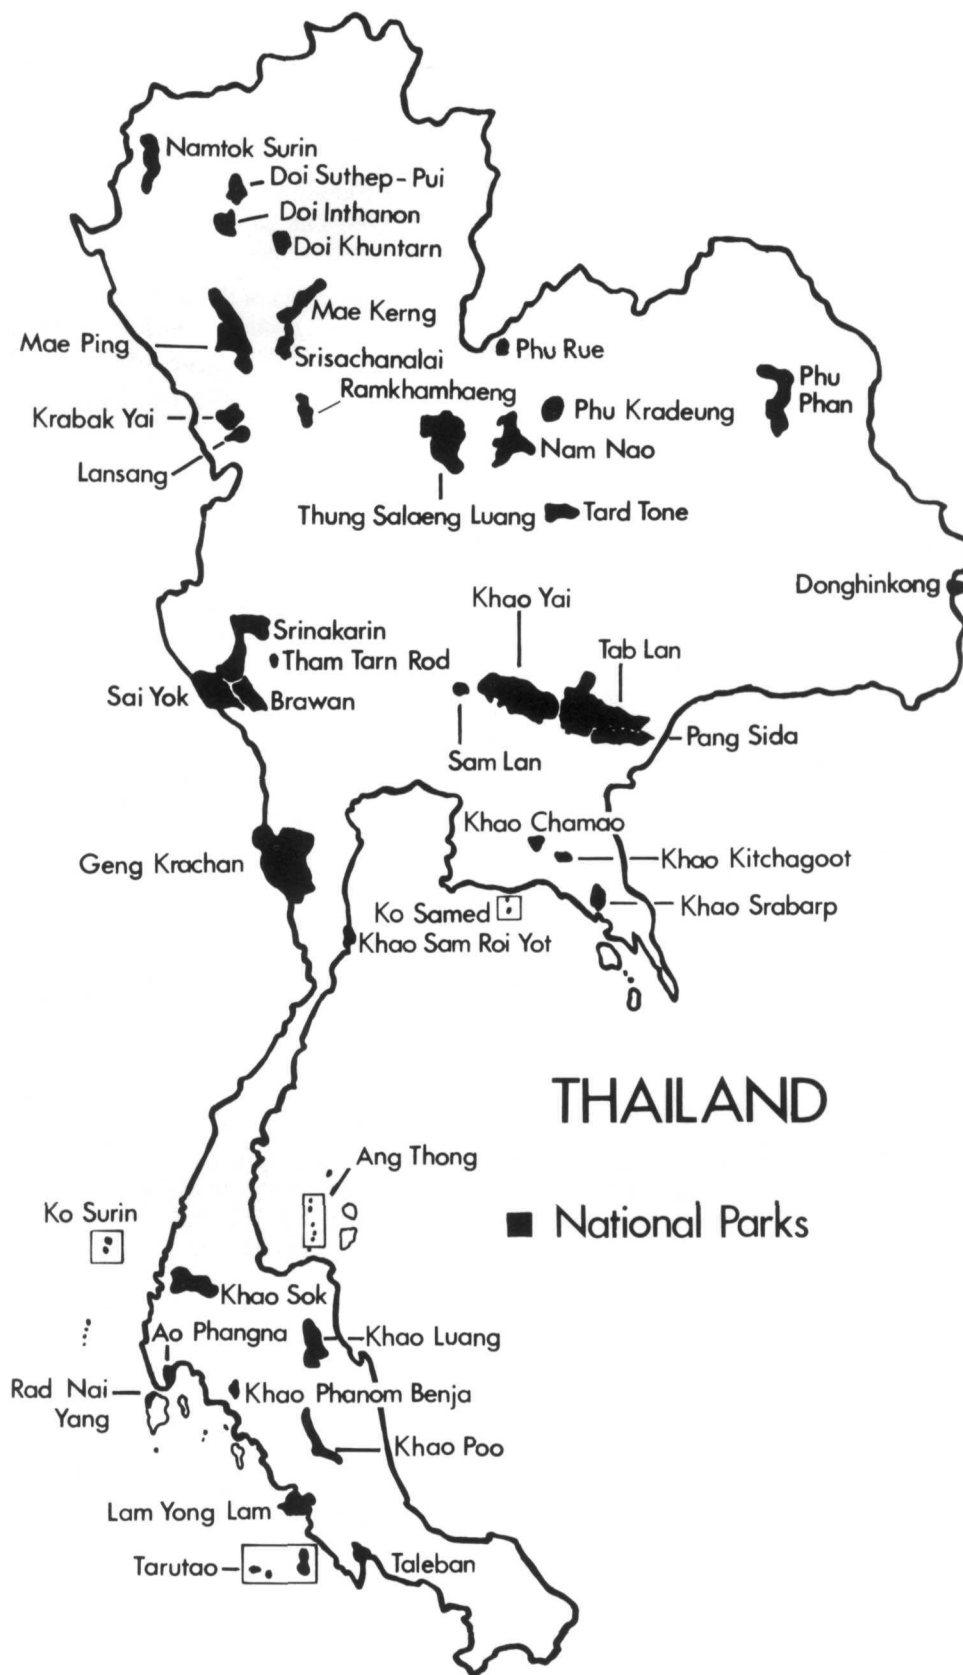 Namtok Surin
Doi Suthep-Pui
Doi Inthanon
Doi Khuntarn
Mae Kerng
Mae Ping
Srisachanalai
Phu Rue
Ramkhamhaeng
Phu
Phan
Krabak Yai
Phu Kradeung
Nam Nao
Lansang
Thung Salaeng Luang
Tard Tone
Donghinkong
Khao Yai
Srinakarin
Tab Lan
Tham Tarn Rod
Sai Yok
Brawan
Pang Sida
Sam Lan
Khao Chamao
Geng Krachan
Khao Kitchagoot
Ko Samed
Khao Srabarp
Khao Sam Roi Yot
THAILAND
Ang Thong
Ko Surin
National Parks
Khao Sok
Ao Phangna
Khao Luang
Rad Nai
Yang
Khao Phanom Benja
Khao Poo
Lam Yong Lam
Tarutao
Taleban